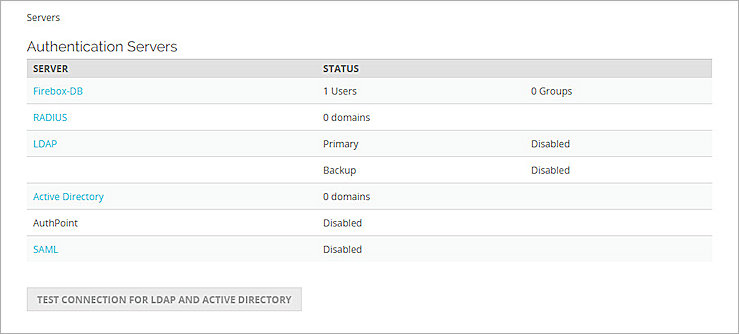 Servers
Authentication Servers
SERVER STATUS
Firebox-DB 1 Users 0 Groups
RADIUS 0 domains
LDAP Primary Disabled
Backup Disabled
Active Directory 0 domains
AuthPoint Disabled
SAML Disabled
TEST CONNECTION FOR LDAP AND ACTIVE DIRECTORY